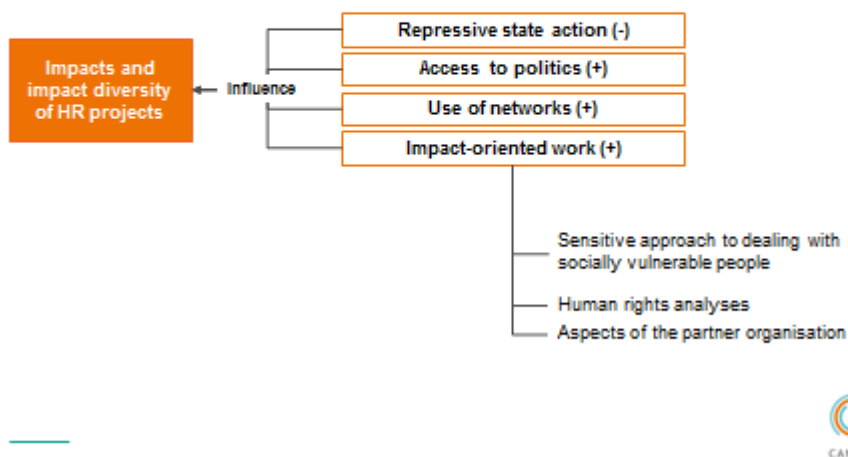 Repressive state action (-)
Impacts and
impact diversity
of HR projects
Influence
Access to politics (+)
Use of networks (+)
Impact-oriented work (+)
Sensitive approach to dealing with
socially vulnerable people
Human rights analyses
Aspects of the partner organisation